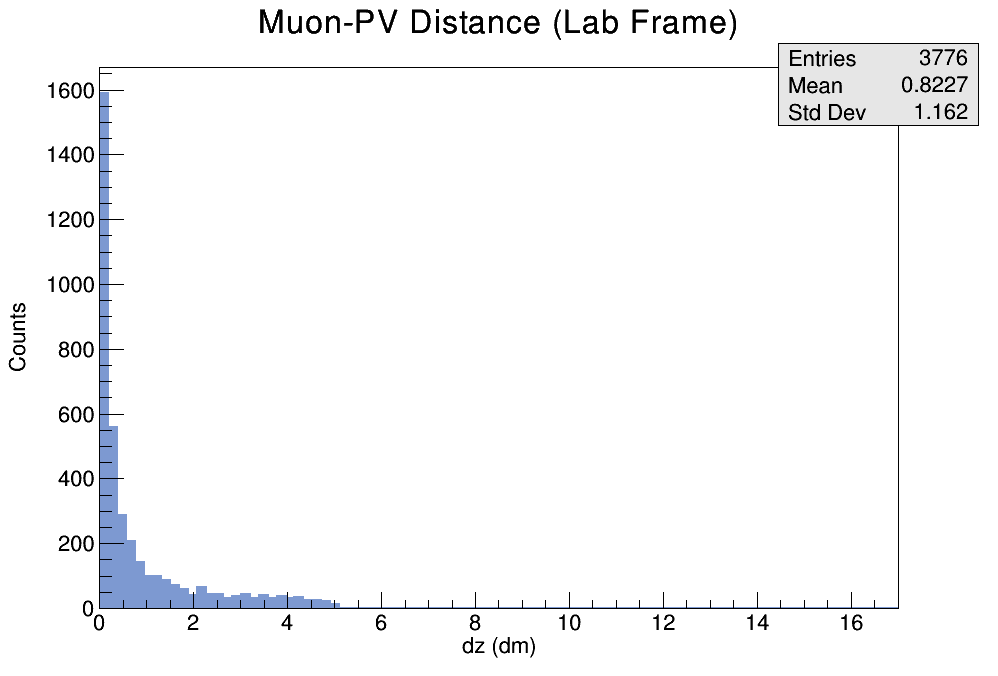 Muon-PV Distance (Lab Frame)
Entries 3776
Mean 0.8227
Std Dev 1.162
1600
1400
1200
1000
800
600
400
200
0
Counts
0 2 4 6 8 10 12 14 16
dz (dm)